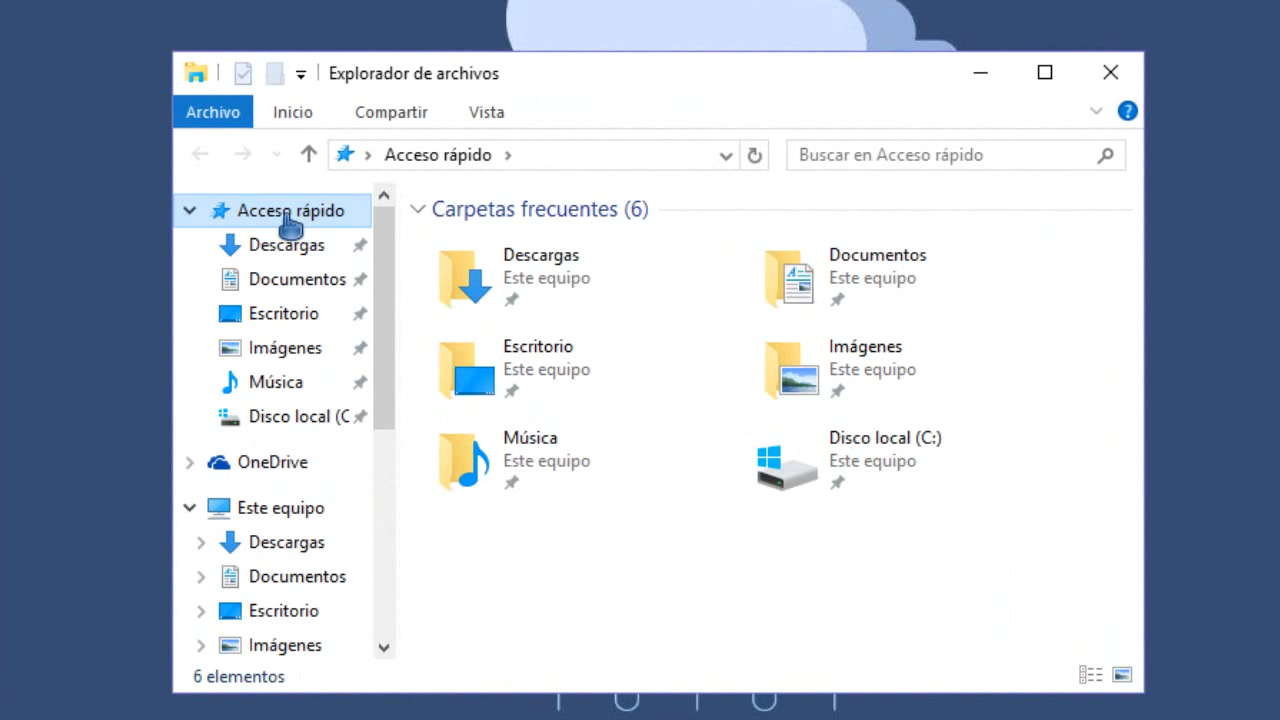 Explorador de archivos
Archivo Inicio Compartir Vista
Acceso rápido
Buscar en Acceso rápido
Acceso rápido
Descargas
Documentos
Escritorio
Imágenes
Música
Disco local (C
OneDrive
Este equipo
Descargas
Documentos
Escritorio
Imágenes
Carpetas frecuentes (6)
Descargas
Este equipo
Documentos
Este equipo
Escritorio
Este equipo
Imágenes
Este equipo
Música
Este equipo
Disco local (C:)
Este equipo
6 elementos